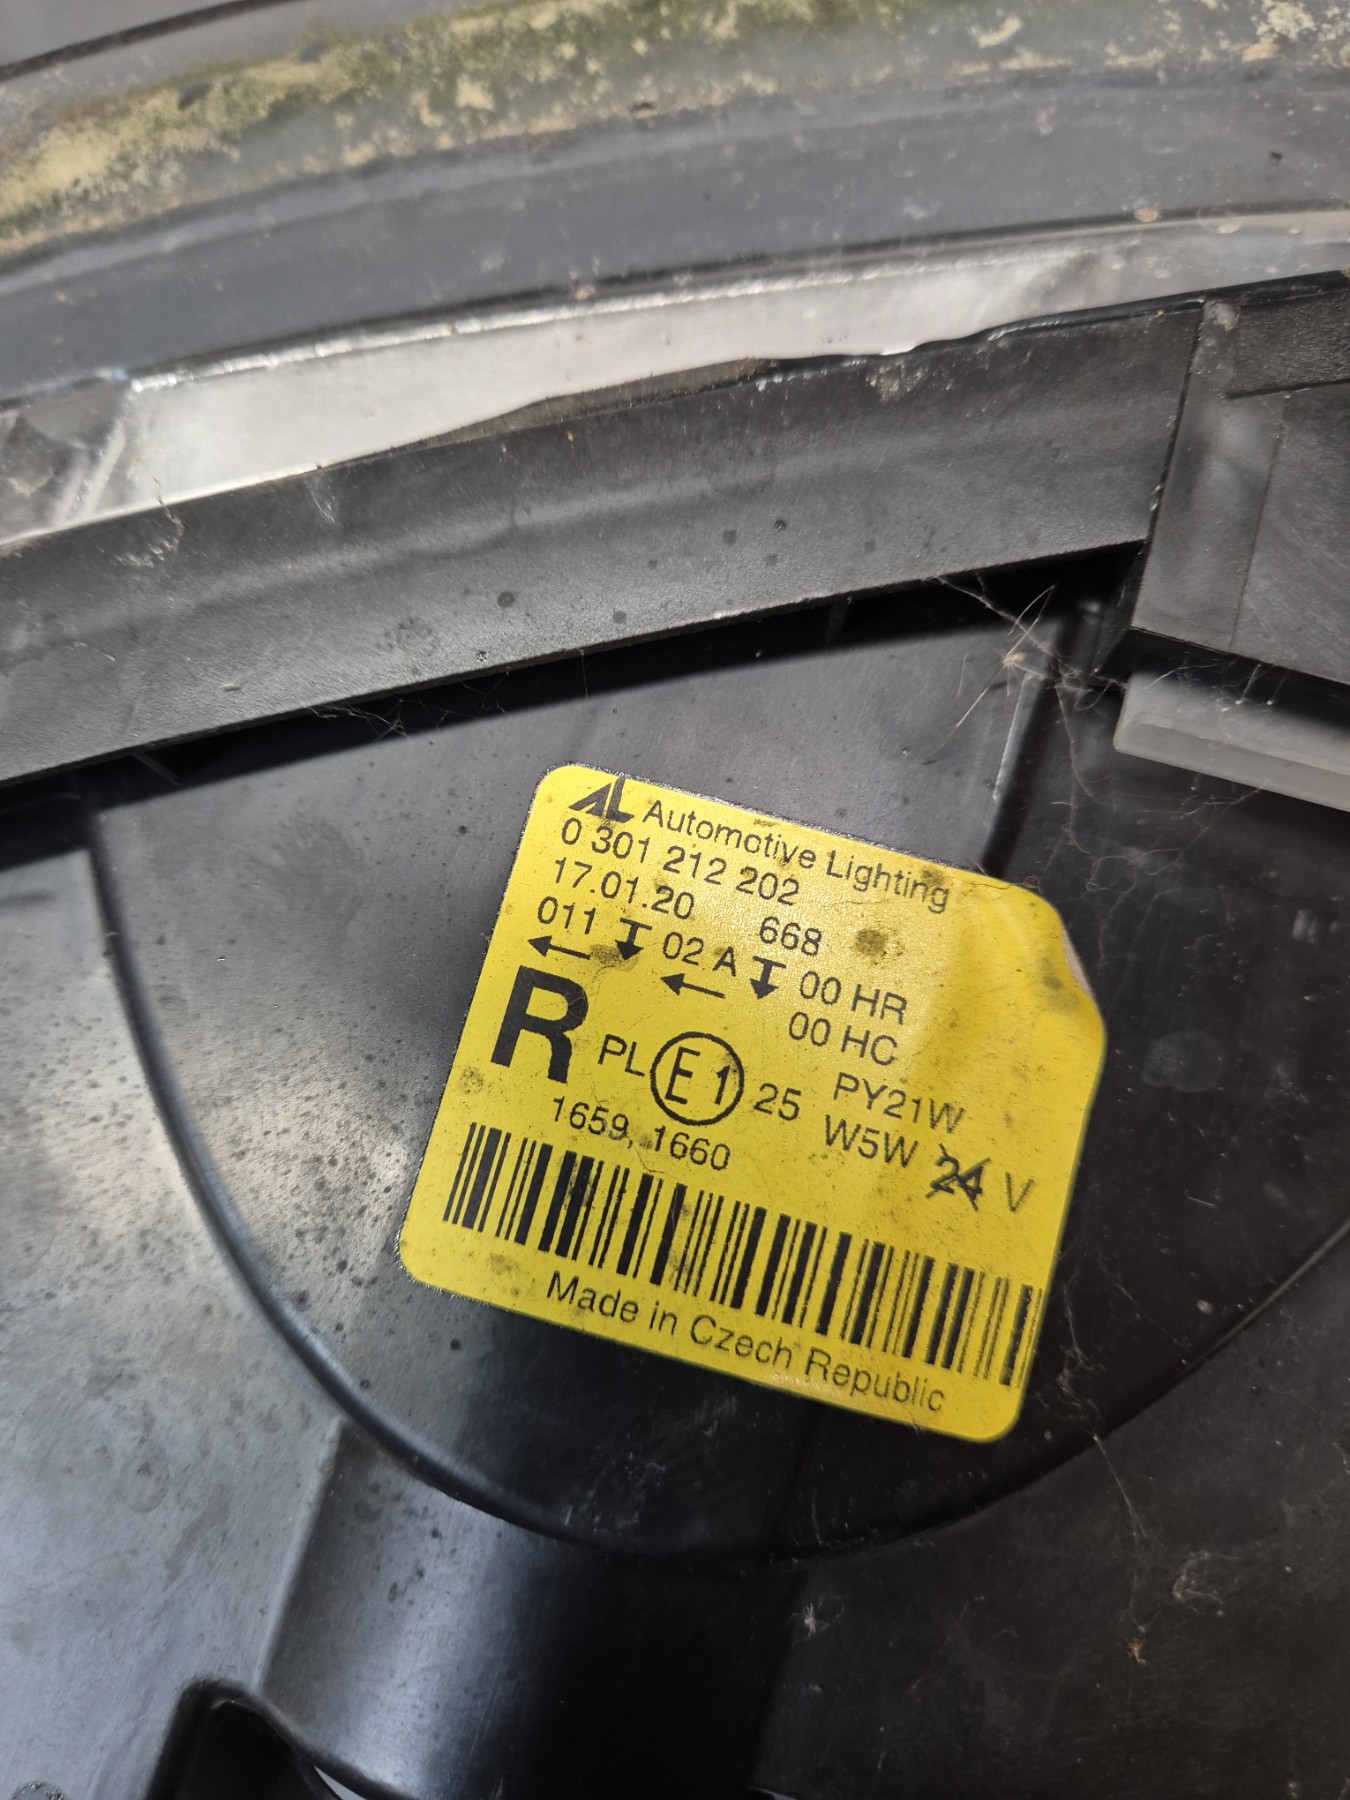 AL Automotive Lighting
0 301 212 202
17.01.20 668
011 02 A 00 HR
00 HC
R PL E1 25 PY21W
W5W 24 V
1659, 1660
Made in Czech Republic